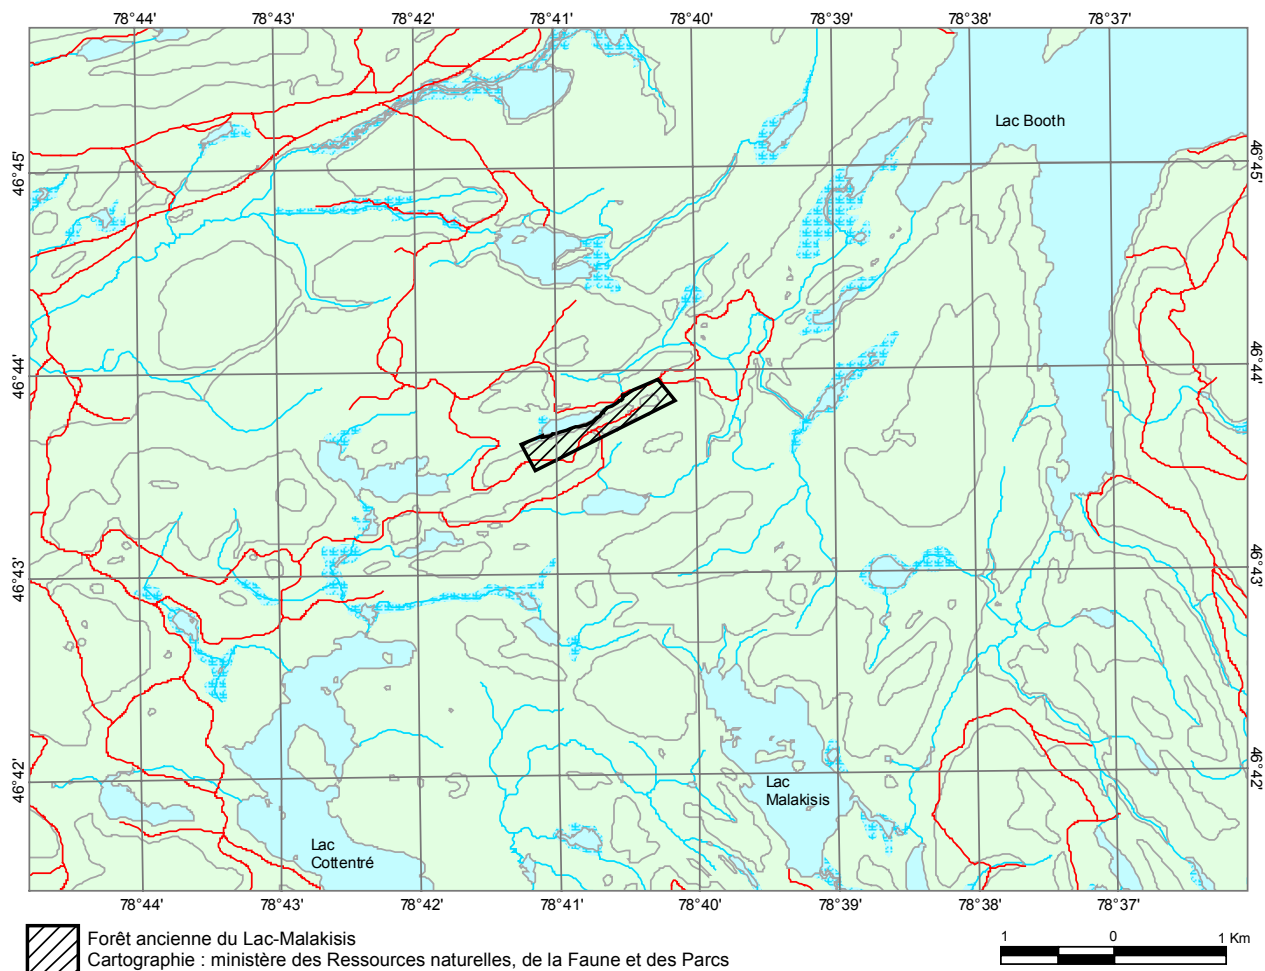 78°44' 78°43' 78°42' 78°41' 78°40' 78°39' 78°38' 78°37'
Lac Booth
46°45' 46°45'
46°44' 46°44'
46°43' 46°43'
46°42' 46°42'
Lac
Malakisis
Lac
Cottentré
78°44' 78°43' 78°42' 78°41' 78°40' 78°39' 78°38' 78°37'
Forêt ancienne du Lac-Malakisis
Cartographie : ministère des Ressources naturelles, de la Faune et des Parcs
1 0 1 Km